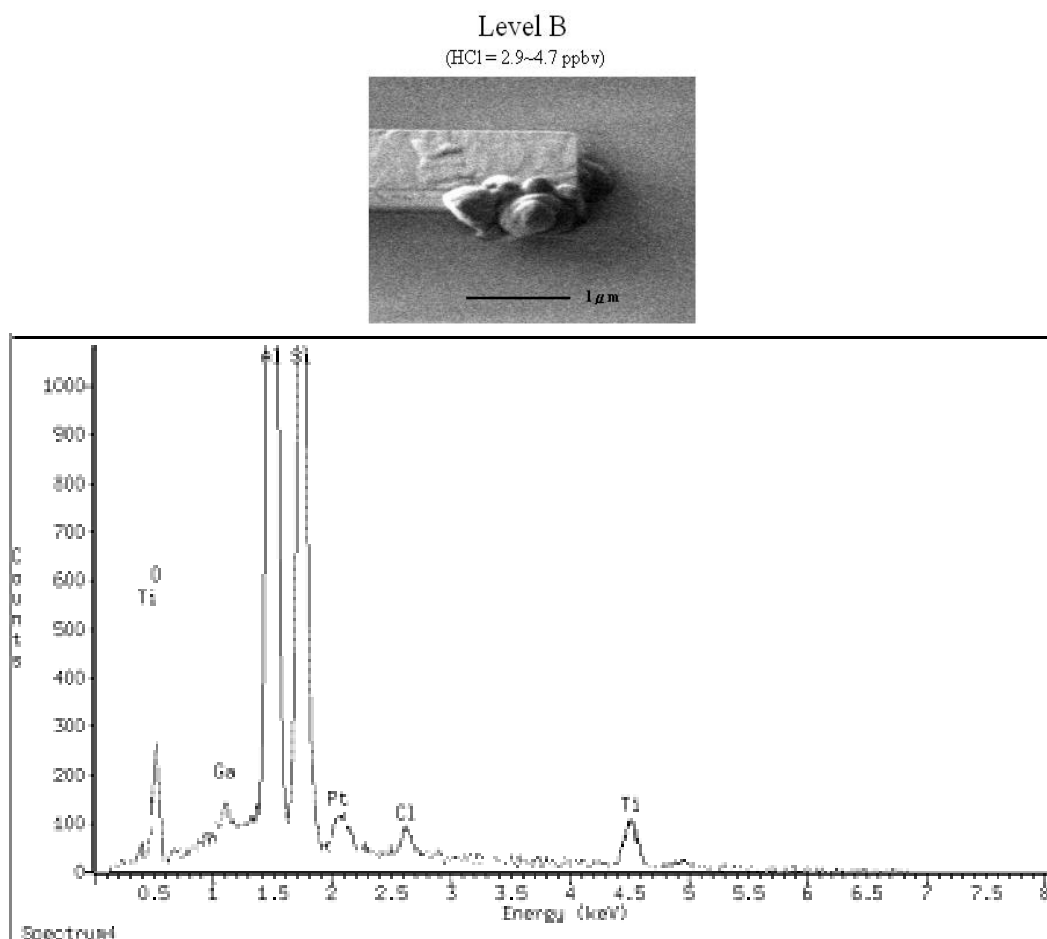 Level B
(HCl = 2.9~4.7 ppbv)
1μm
Al Si
1000
900
800
700
600
500
400
300
200
100
0
Counts
O
Ti
Ga
Pt
Cl
Ti
0.5 1 1.5 2 2.5 3 3.5 4 4.5 5 5.5 6 6.5 7 7.5 8
Energy (keV)
Spectrum4